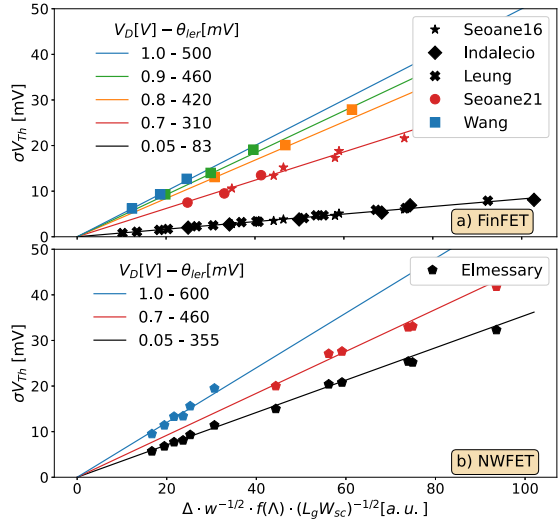 V_D[V] − θ_ler[mV]
1.0 - 500
0.9 - 460
0.8 - 420
0.7 - 310
0.05 - 83
Seoane16
Indalecio
Leung
Seoane21
Wang
50
40
30
20
10
0
σV_Th [mV]
a) FinFET
V_D[V] − θ_ler[mV]
1.0 - 600
0.7 - 460
0.05 - 355
Elmessary
50
40
30
20
10
0
σV_Th [mV]
b) NWFET
0 20 40 60 80 100
Δ · w^{-1/2} · f(Λ) · (L_gW_sc)^{-1/2}[a. u. ]